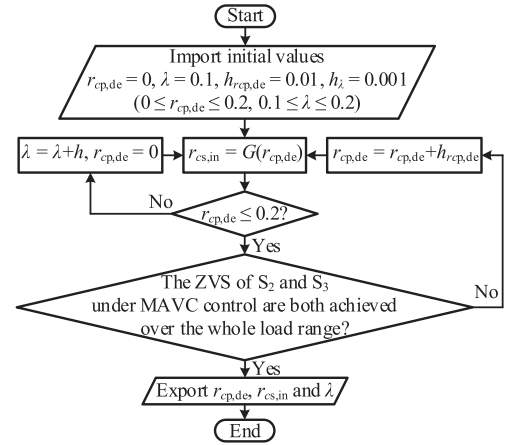 Start
Import initial values
rcp,de = 0, λ = 0.1, hrcp,de = 0.01, hλ = 0.001
(0 ≤ rcp,de ≤ 0.2, 0.1 ≤ λ ≤ 0.2)
λ = λ+h, rcp,de = 0
rcs,in = G(rcp,de)
rcp,de = rcp,de+hrcp,de
No
rcp,de ≤ 0.2?
Yes
The ZVS of S2 and S3
under MAVC control are both achieved
over the whole load range?
No
Yes
Export rcp,de, rcs,in and λ
End